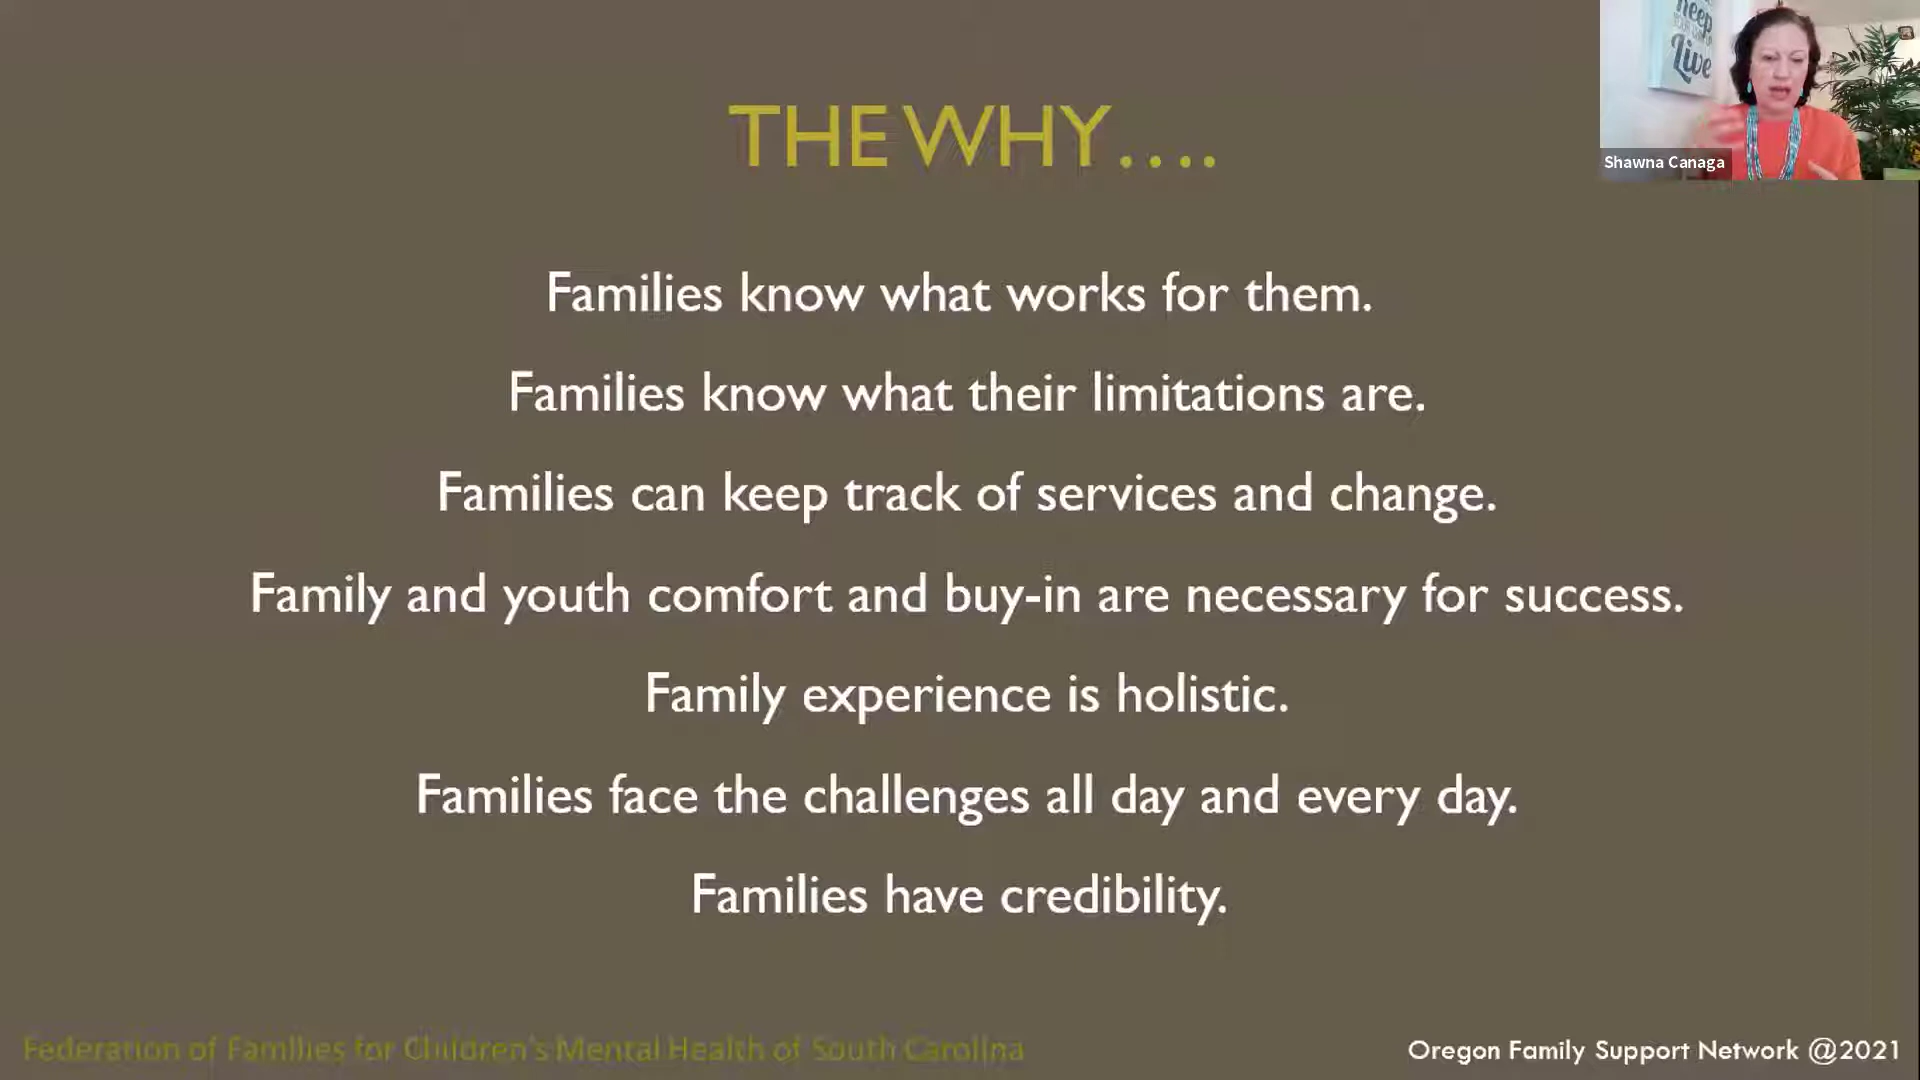 keep
Live
Shawna Canaga
THE WHY....
Families know what works for them.
Families know what their limitations are.
Families can keep track of services and change.
Family and youth comfort and buy-in are necessary for success.
Family experience is holistic.
Families face the challenges all day and every day.
Families have credibility.
Federation of Families for Children's Mental Health of South Carolina
Oregon Family Support Network @2021